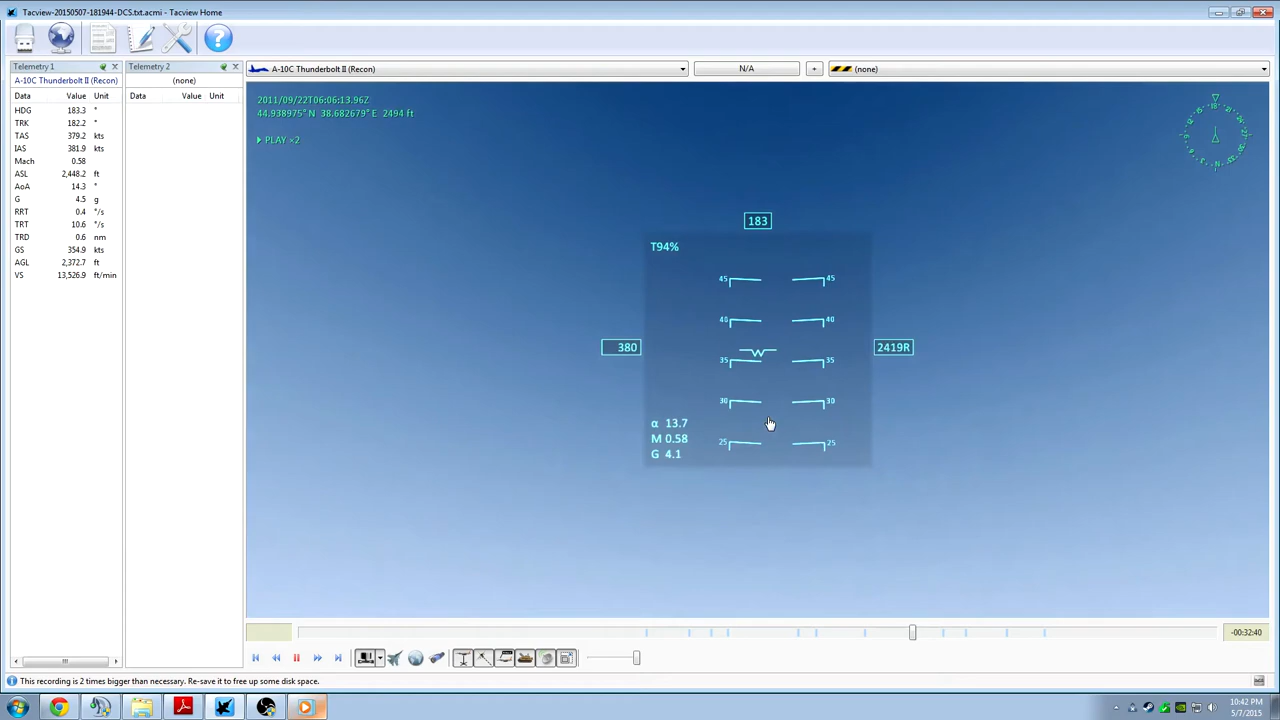 Tacview-20150507-181944-DCS.txt.acmi - Tacview Home
Telemetry 1
A-10C Thunderbolt II (Recon)
Data Value Unit
HDG 183.3 °
TRK 182.2 °
TAS 379.2 kts
IAS 381.9 kts
Mach 0.58
ASL 2,448.2 ft
AoA 14.3 °
G 4.5 g
RRT 0.4 °/s
TRT 10.6 °/s
TRD 0.6 nm
GS 354.9 kts
AGL 2,372.7 ft
VS 13,526.9 ft/min
Telemetry 2
(none)
Data Value Unit
A-10C Thunderbolt II (Recon)
N/A
+
(none)
2011/09/22T06:06:13.96Z
44.938975° N 38.682679° E 2494 ft
PLAY ×2
18
12
24
N
183
T94%
45 45
40 40
380
2419R
35 35
30 30
25 25
α 13.7
M 0.58
G 4.1
-00:32:40
This recording is 2 times bigger than necessary. Re-save it to free up some disk space.
10:42 PM
5/7/2015